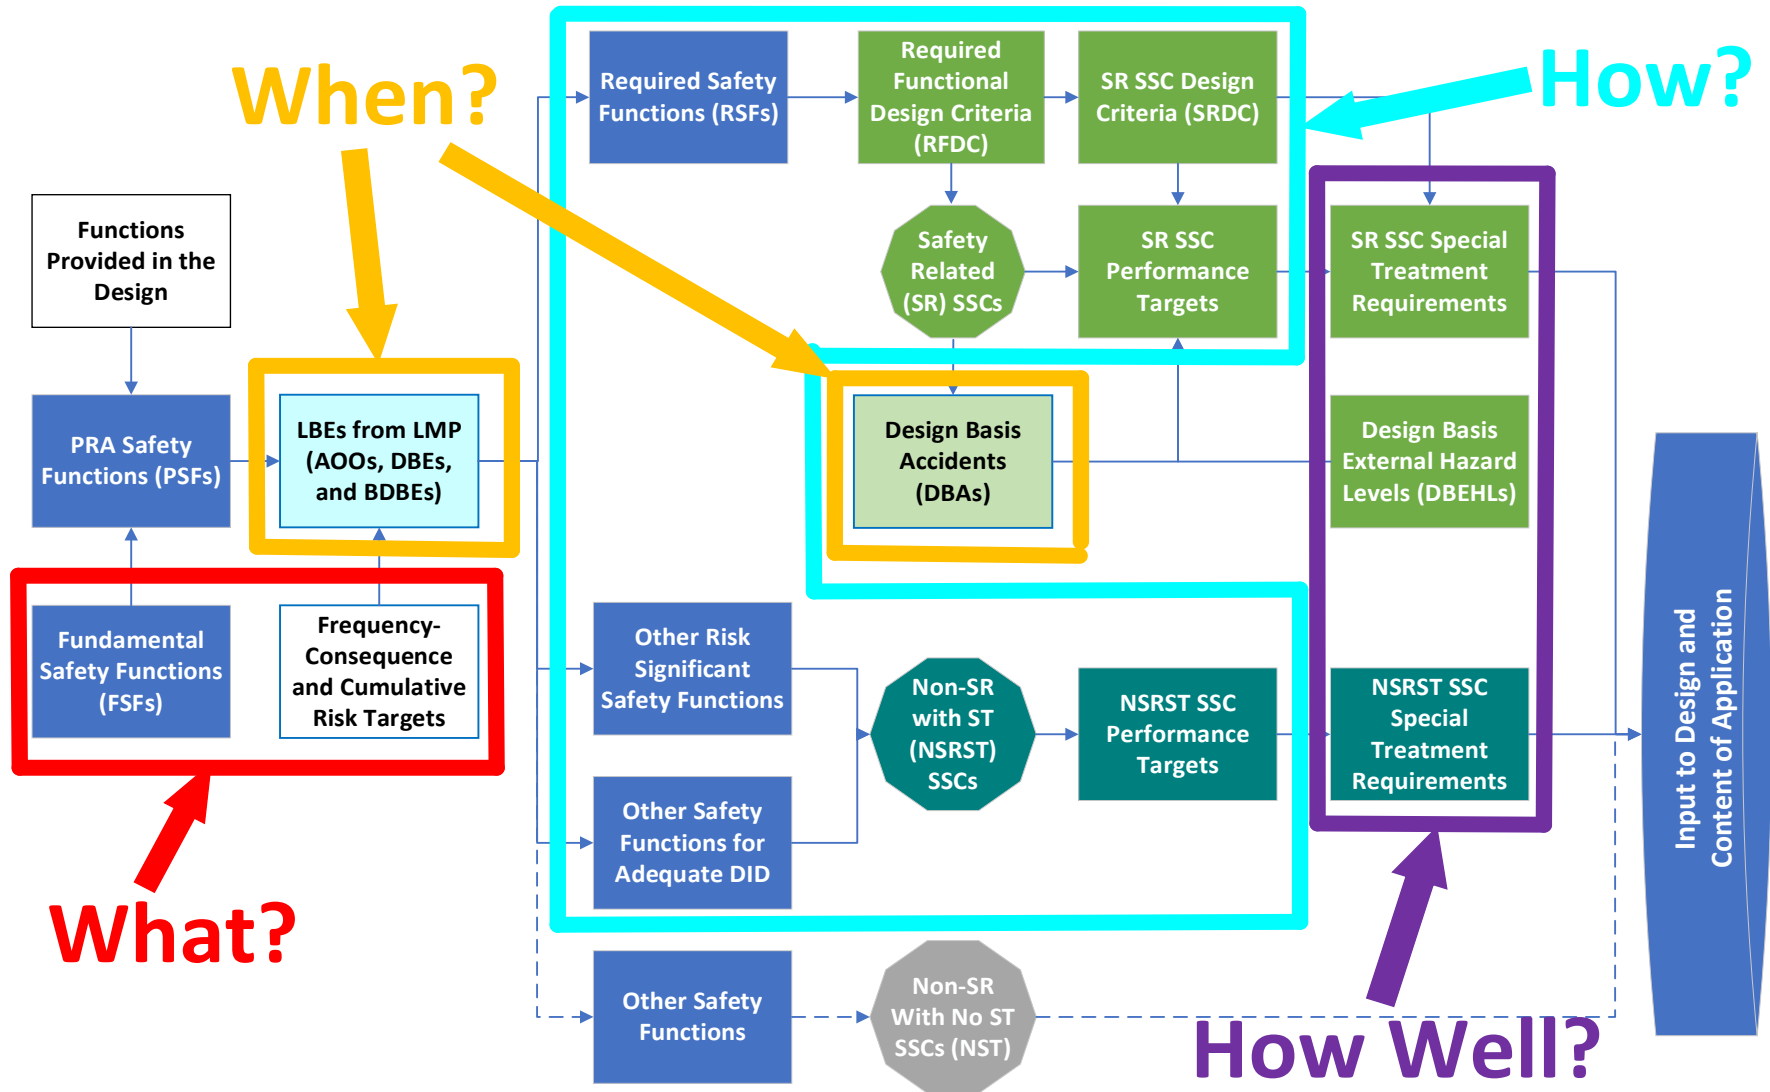 When?
How?
Required Safety
Functions (RSFs)
Required
Functional
Design Criteria
(RFDC)
SR SSC Design
Criteria (SRDC)
Functions
Provided in the
Design
Safety
Related
(SR) SSCs
SR SSC
Performance
Targets
SR SSC Special
Treatment
Requirements
PRA Safety
Functions (PSFs)
LBEs from LMP
(AOOs, DBEs,
and BDBEs)
Design Basis
Accidents
(DBAs)
Design Basis
External Hazard
Levels (DBEHLs)
Fundamental
Safety Functions
(FSFs)
Frequency-
Consequence
and Cumulative
Risk Targets
Other Risk
Significant
Safety Functions
Non-SR
with ST
(NSRST)
SSCs
NSRST SSC
Performance
Targets
NSRST SSC
Special
Treatment
Requirements
Input to Design and
Content of Application
Other Safety
Functions for
Adequate DID
What?
Other Safety
Functions
Non-SR
With No ST
SSCs (NST)
How Well?